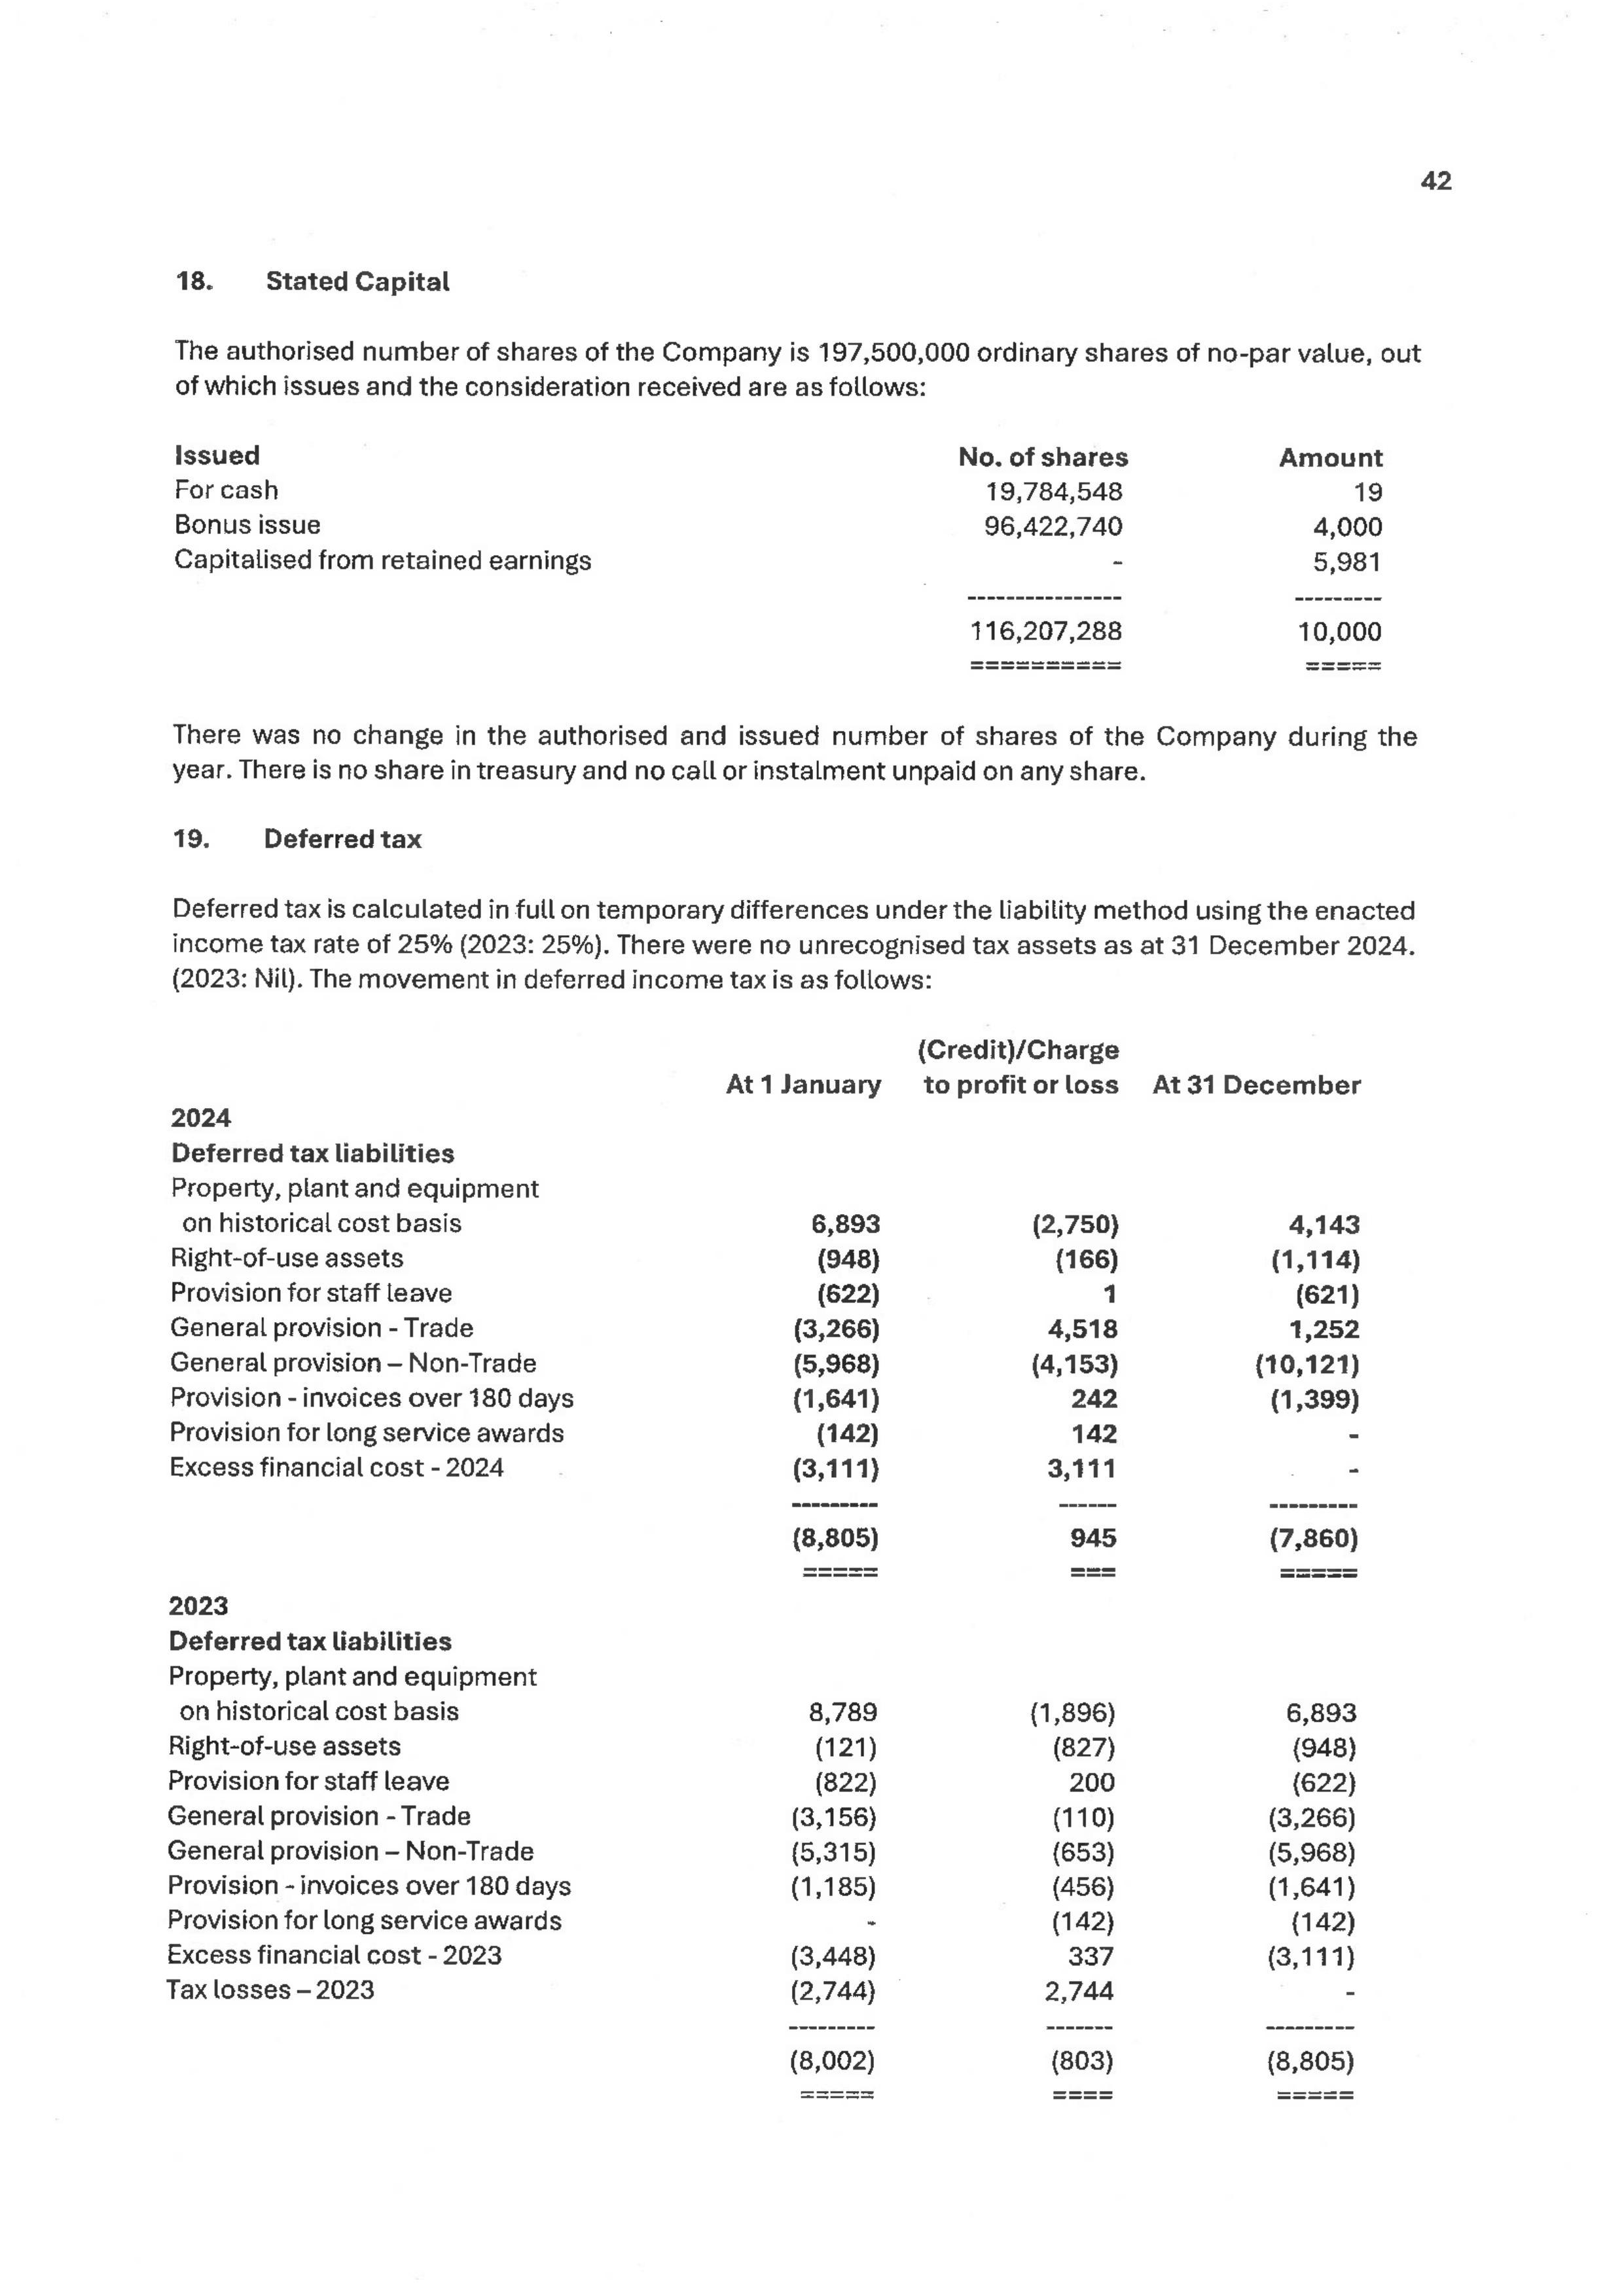 42
18. Stated Capital
The authorised number of shares of the Company is 197,500,000 ordinary shares of no-par value, out
of which issues and the consideration received are as follows:
Issued No. of shares Amount
For cash 19,784,548 19
Bonus issue 96,422,740 4,000
Capitalised from retained earnings - 5,981
---------------- ---------
116,207,288 10,000
========== =====
There was no change in the authorised and issued number of shares of the Company during the
year. There is no share in treasury and no call or instalment unpaid on any share.
19. Deferred tax
Deferred tax is calculated in full on temporary differences under the liability method using the enacted
income tax rate of 25% (2023: 25%). There were no unrecognised tax assets as at 31 December 2024.
(2023: Nil). The movement in deferred income tax is as follows:
(Credit)/Charge
At 1 January to profit or loss At 31 December
2024
Deferred tax liabilities
Property, plant and equipment
on historical cost basis 6,893 (2,750) 4,143
Right-of-use assets (948) (166) (1,114)
Provision for staff leave (622) 1 (621)
General provision - Trade (3,266) 4,518 1,252
General provision – Non-Trade (5,968) (4,153) (10,121)
Provision - invoices over 180 days (1,641) 242 (1,399)
Provision for long service awards (142) 142 -
Excess financial cost - 2024 (3,111) 3,111 -
--------- ------ ---------
(8,805) 945 (7,860)
===== === =====
2023
Deferred tax liabilities
Property, plant and equipment
on historical cost basis 8,789 (1,896) 6,893
Right-of-use assets (121) (827) (948)
Provision for staff leave (822) 200 (622)
General provision - Trade (3,156) (110) (3,266)
General provision – Non-Trade (5,315) (653) (5,968)
Provision - invoices over 180 days (1,185) (456) (1,641)
Provision for long service awards - (142) (142)
Excess financial cost - 2023 (3,448) 337 (3,111)
Tax losses – 2023 (2,744) 2,744 -
--------- ------- ---------
(8,002) (803) (8,805)
===== ==== =====